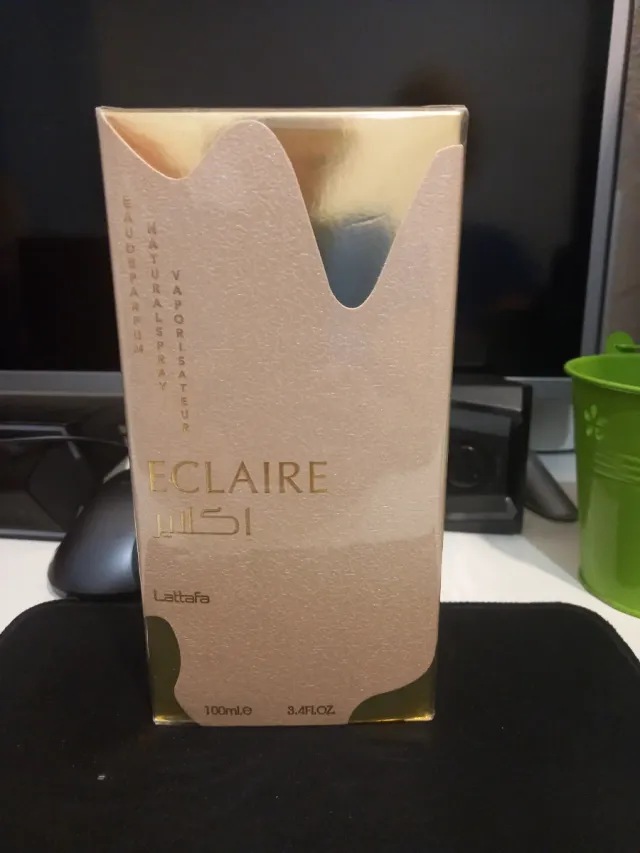 EAU DE PARFUM
NATURAL SPRAY
VAPORISATEUR
ECLAIRE
اكلير
Lattafa
100ml.e 3.4Fl.OZ.